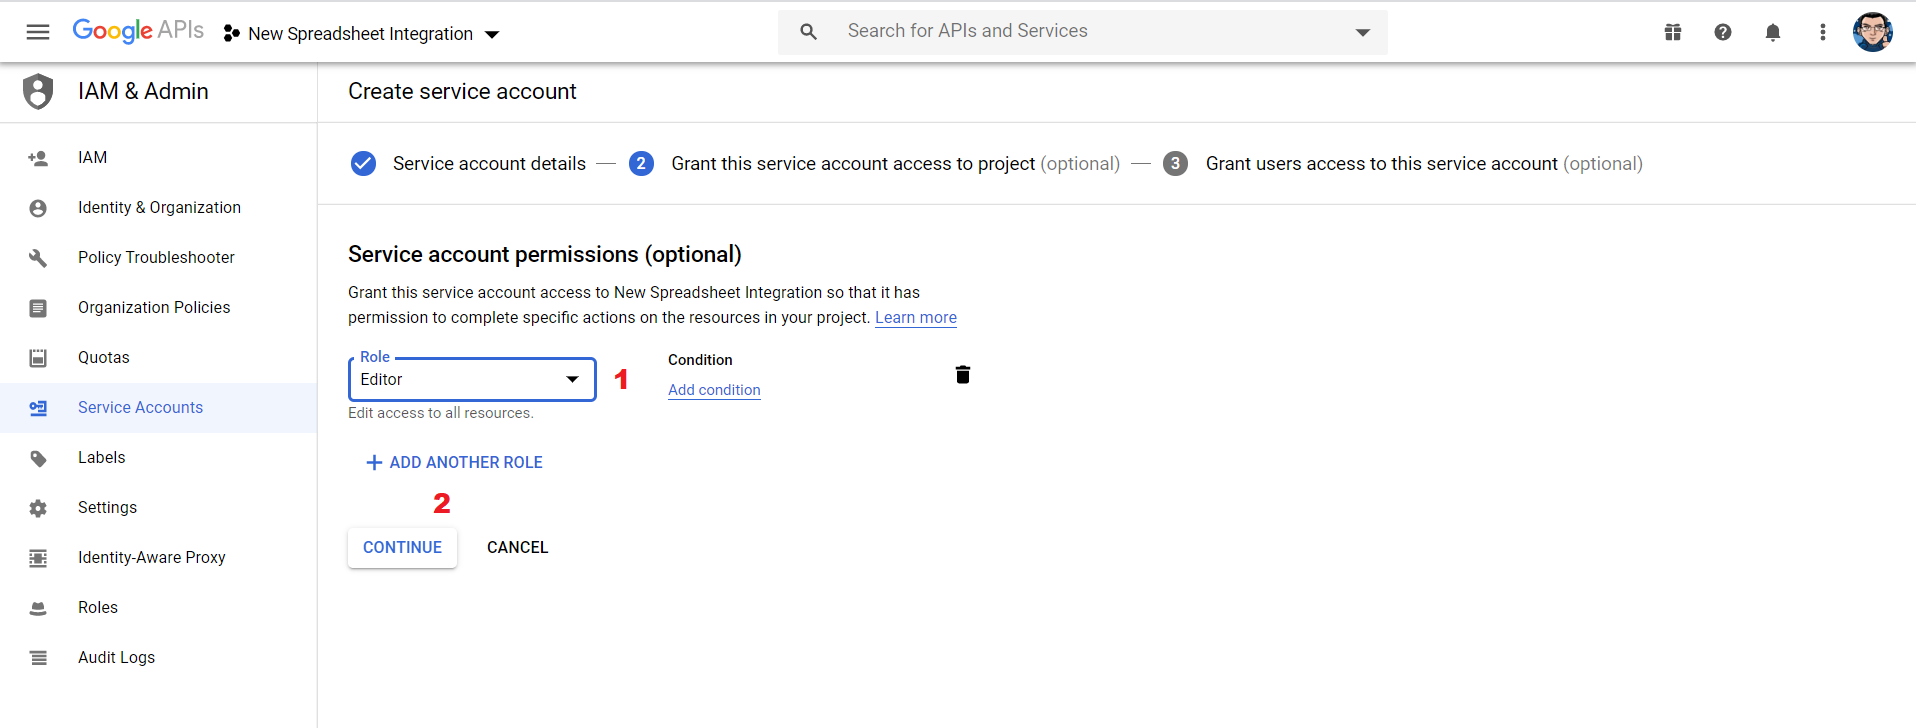 Google APIs New Spreadsheet Integration Search for APIs and Services
IAM & Admin
Create service account
IAM
Identity & Organization
Policy Troubleshooter
Organization Policies
Quotas
Service Accounts
Labels
Settings
Identity-Aware Proxy
Roles
Audit Logs
Service account details — 2 Grant this service account access to project (optional) — 3 Grant users access to this service account (optional)
Service account permissions (optional)
Grant this service account access to New Spreadsheet Integration so that it has
permission to complete specific actions on the resources in your project. Learn more
Role
Editor
1
Condition
Add condition
Edit access to all resources.
+ ADD ANOTHER ROLE
2
CONTINUE CANCEL